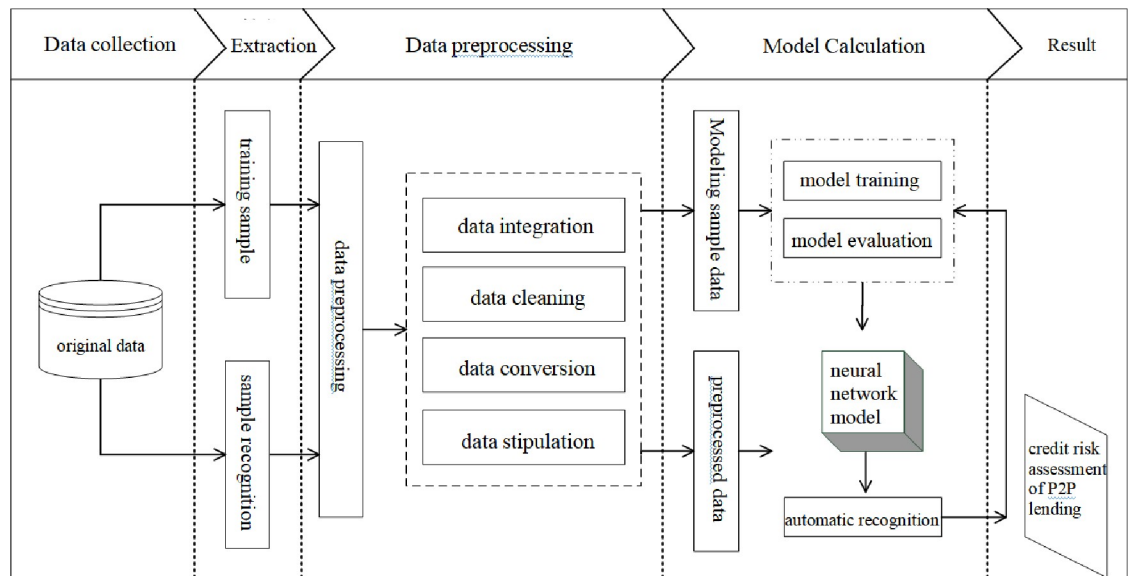 Data collection
Extraction
Data preprocessing
Model Calculation
Result
original data
training sample
sample recognition
data preprocessing
data integration
data cleaning
data conversion
data stipulation
Modeling sample data
preprocessed data
model training
model evaluation
neural
network
model
automatic recognition
credit risk
assessment
of P2P
lending